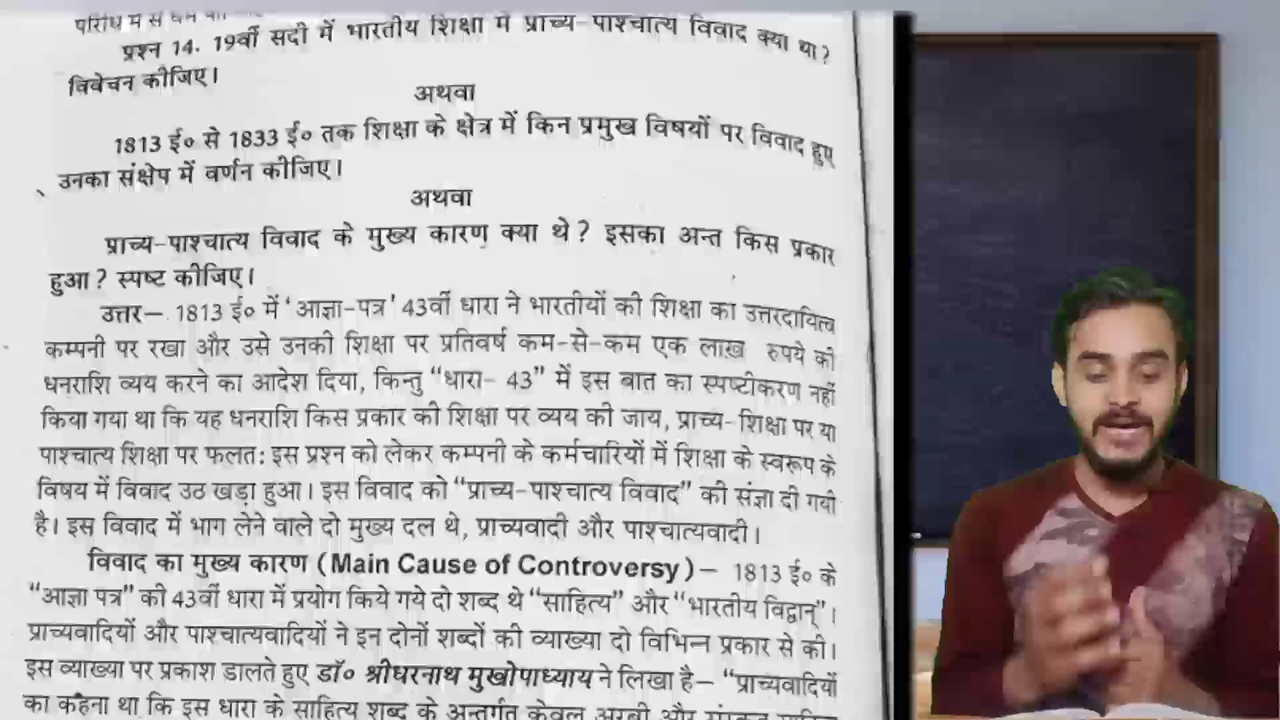 परिधि में से धर्म
प्रश्न 14. 19वीं सदी में भारतीय शिक्षा में प्राच्य-पाश्चात्य विवाद क्या था?
विवेचन कीजिए।
अथवा
1813 ई० से 1833 ई० तक शिक्षा के क्षेत्र में किन प्रमुख विषयों पर विवाद हुए
उनका संक्षेप में वर्णन कीजिए।
अथवा
प्राच्य-पाश्चात्य विवाद के मुख्य कारण क्या थे? इसका अन्त किस प्रकार
हुआ? स्पष्ट कीजिए।
उत्तर— 1813 ई० में 'आज्ञा-पत्र' 43वीं धारा ने भारतीयों की शिक्षा का उत्तरदायित्व
कम्पनी पर रखा और उसे उनकी शिक्षा पर प्रतिवर्ष कम-से-कम एक लाख रुपये की
धनराशि व्यय करने का आदेश दिया, किन्तु “धारा- 43” में इस बात का स्पष्टीकरण नहीं
किया गया था कि यह धनराशि किस प्रकार की शिक्षा पर व्यय की जाय, प्राच्य-शिक्षा पर या
पाश्चात्य शिक्षा पर फलत: इस प्रश्न को लेकर कम्पनी के कर्मचारियों में शिक्षा के स्वरूप के
विषय में विवाद उठ खड़ा हुआ। इस विवाद को “प्राच्य-पाश्चात्य विवाद” की संज्ञा दी गयी
है। इस विवाद में भाग लेने वाले दो मुख्य दल थे, प्राच्यवादी और पाश्चात्यवादी।
विवाद का मुख्य कारण (Main Cause of Controversy)— 1813 ई० के
“आज्ञा पत्र” की 43वीं धारा में प्रयोग किये गये दो शब्द थे “साहित्य” और “भारतीय विद्वान्”।
प्राच्यवादियों और पाश्चात्यवादियों ने इन दोनों शब्दों की व्याख्या दो विभिन्न प्रकार से की।
इस व्याख्या पर प्रकाश डालते हुए डॉ० श्रीधरनाथ मुखोपाध्याय ने लिखा है— “प्राच्यवादियों
का कहना था कि इस धारा के साहित्य शब्द के अन्तर्गत केवल अरबी और संस्कृत